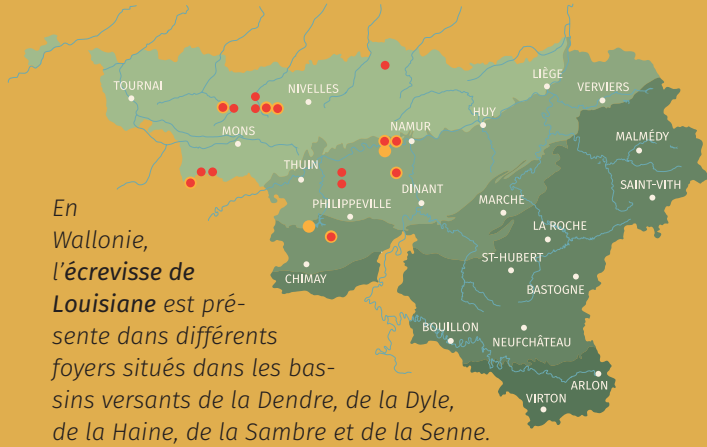 LIÈGE
TOURNAI
NIVELLES
VERVIERS
HUY
MONS
NAMUR
MALMÉDY
THUIN
DINANT
SAINT-VITH
PHILIPPEVILLE
MARCHE
LA ROCHE
ST-HUBERT
CHIMAY
BASTOGNE
BOUILLON
NEUFCHÂTEAU
ARLON
VIRTON
En
Wallonie,
l'écrevisse de
Louisiane est pré-
sente dans différents
foyers situés dans les bas-
sins versants de la Dendre, de la Dyle,
de la Haine, de la Sambre et de la Senne.